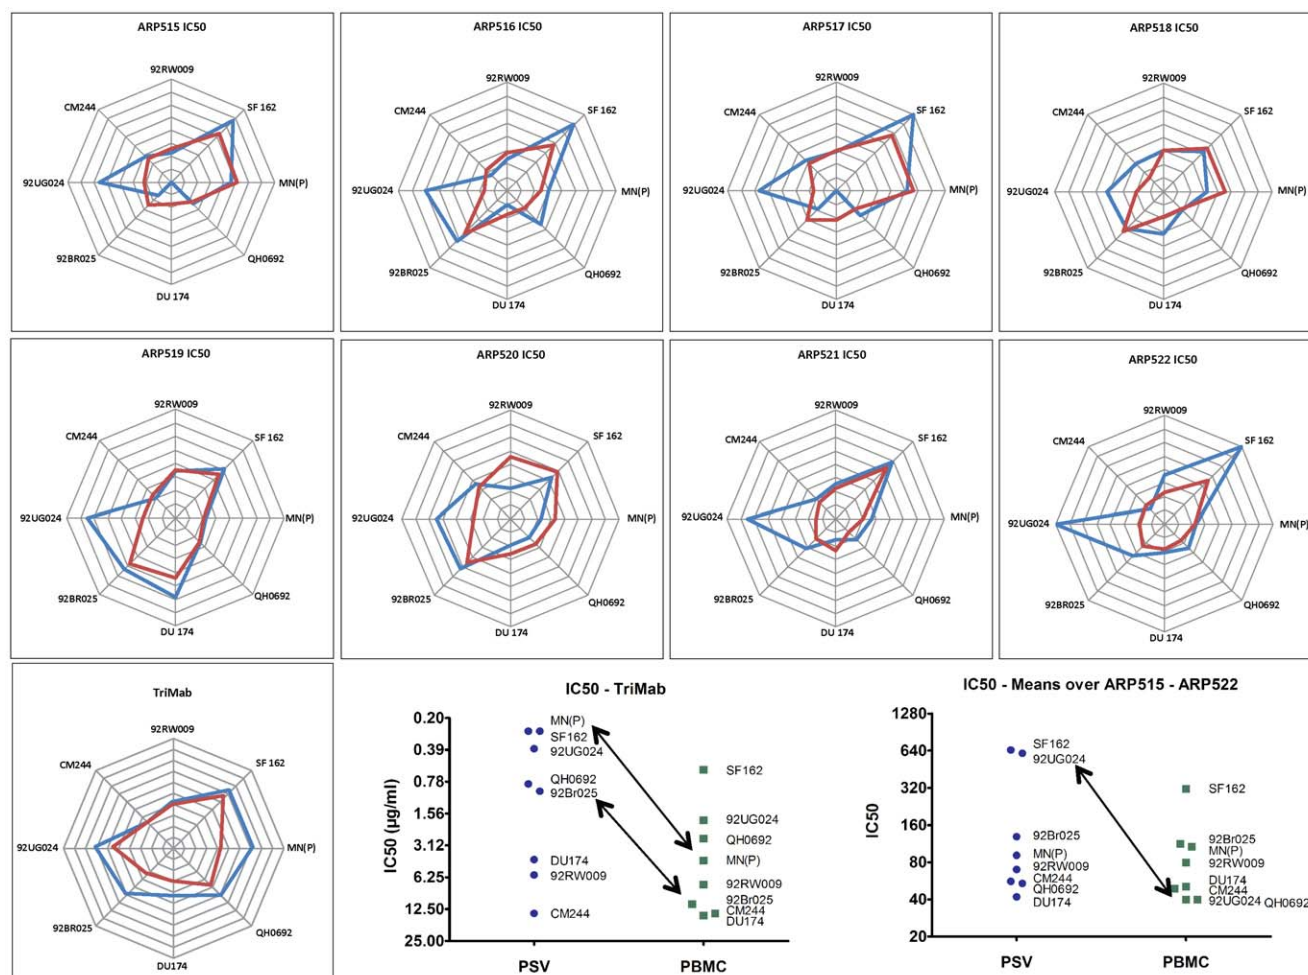 ARP515 IC50
92RW009
CM244
SF 162
92UG024
MN(P)
92BR025
QH0692
DU 174
ARP516 IC50
92RW009
CM244
SF 162
92UG024
MN(P)
92BR025
QH0692
DU 174
ARP517 IC50
92RW009
CM244
SF 162
92UG024
MN(P)
92BR025
QH0692
DU 174
ARP518 IC50
92RW009
CM244
SF 162
92UG024
MN(P)
92BR025
QH0692
DU 174
ARP519 IC50
92RW009
CM244
SF 162
92UG024
MN(P)
92BR025
QH0692
DU 174
ARP520 IC50
92RW009
CM244
SF 162
92UG024
MN(P)
92BR025
QH0692
DU 174
ARP521 IC50
92RW009
CM244
SF 162
92UG024
MN(P)
92BR025
QH0692
DU 174
ARP522 IC50
92RW009
CM244
SF 162
92UG024
MN(P)
92BR025
QH0692
DU 174
TriMab
92RW009
CM244
SF 162
92UG024
MN(P)
92BR025
QH0692
DU174
IC50 - TriMab
IC50 (µg/ml)
0.20
0.39
0.78
1.56
3.12
6.25
12.50
25.00
MN(P)
SF162
92UG024
QH0692
92Br025
DU174
92RW009
CM244
SF162
92UG024
QH0692
MN(P)
92RW009
92Br025
CM244
DU174
PSV
PBMC
IC50 - Means over ARP515 - ARP522
IC50
1280
640
320
160
80
40
20
SF162
92UG024
92Br025
MN(P)
92RW009
CM244
QH0692
DU174
SF162
92Br025
MN(P)
92RW009
DU174
CM244
92UG024 QH0692
PSV
PBMC